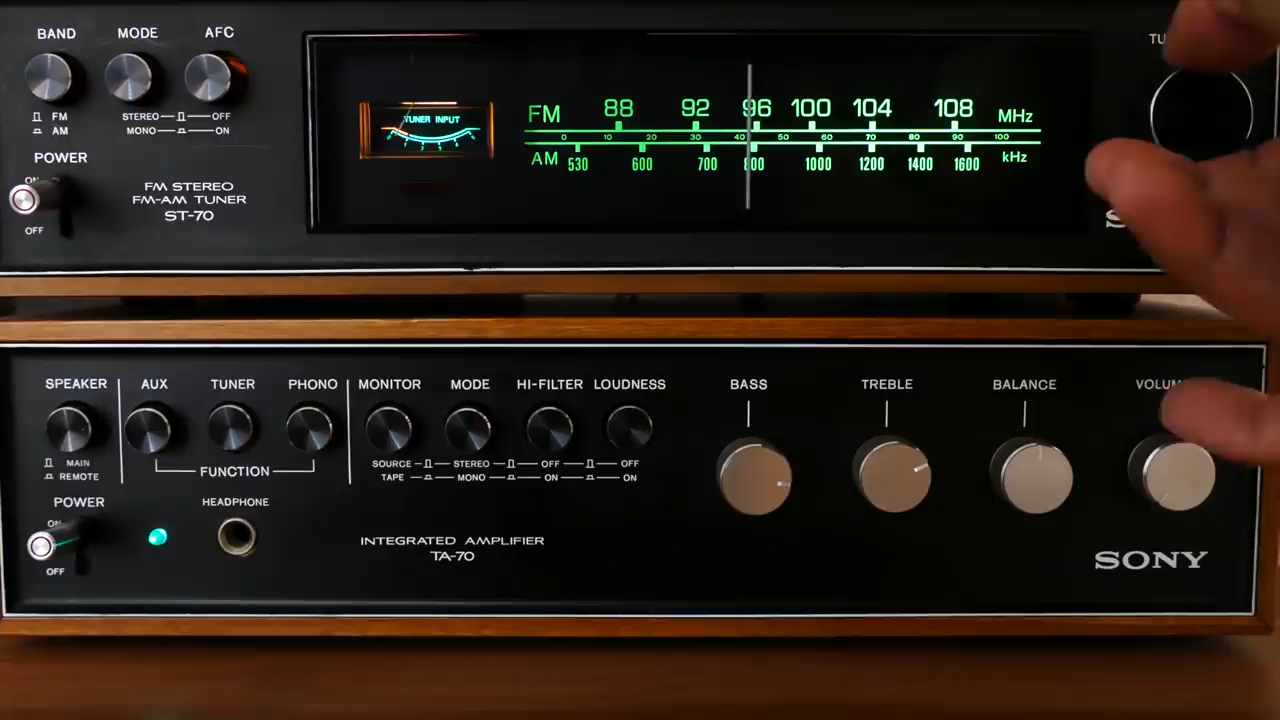 BAND MODE AFC
FM 88 92 96 100 104 108 MHz
0 10 20 30 40 50 60 70 80 90 100
AM 530 600 700 800 1000 1200 1400 1600 kHz
TUNER INPUT
FM STEREO OFF
AM MONO ON
POWER
ON
OFF
FM STEREO
FM-AM TUNER
ST-70
SPEAKER AUX TUNER PHONO MONITOR MODE HI-FILTER LOUDNESS BASS TREBLE BALANCE
MAIN SOURCE STEREO OFF OFF
REMOTE FUNCTION TAPE MONO ON ON
POWER HEADPHONE
ON
OFF
INTEGRATED AMPLIFIER
TA-70
SONY